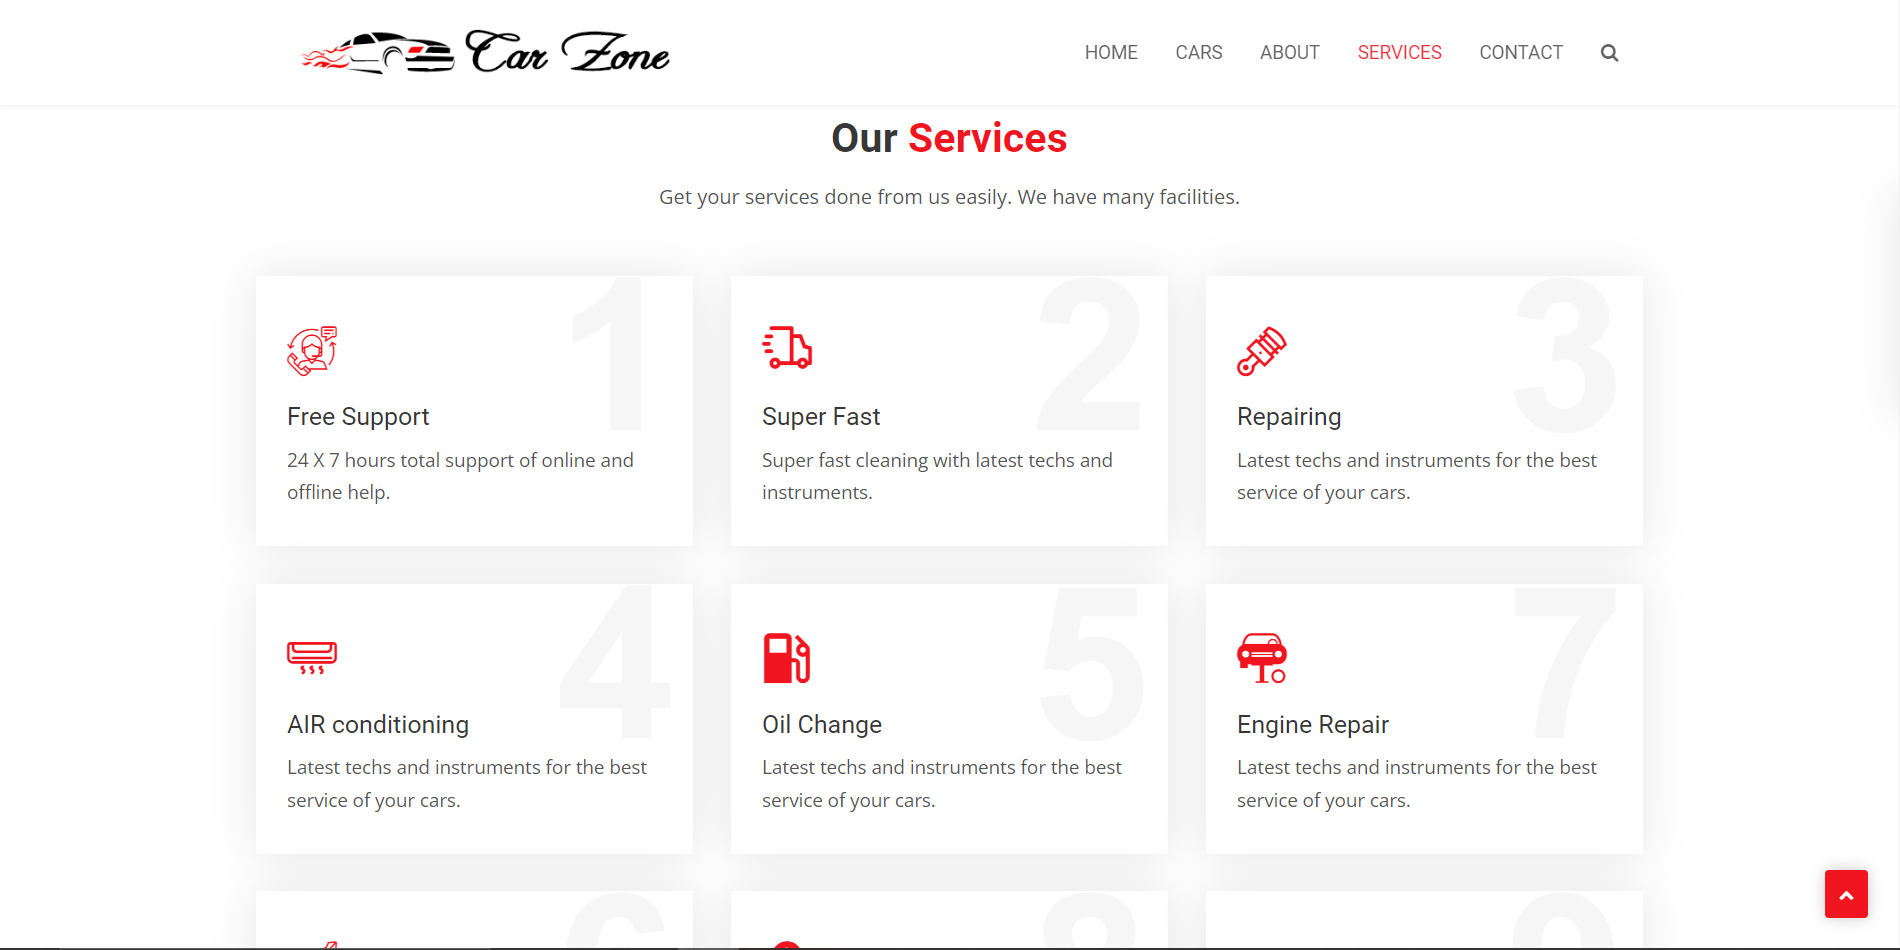 Car Zone
HOME CARS ABOUT SERVICES CONTACT
Our Services
Get your services done from us easily. We have many facilities.
1
Free Support
24 X 7 hours total support of online and
offline help.
2
Super Fast
Super fast cleaning with latest techs and
instruments.
3
Repairing
Latest techs and instruments for the best
service of your cars.
4
AIR conditioning
Latest techs and instruments for the best
service of your cars.
5
Oil Change
Latest techs and instruments for the best
service of your cars.
7
Engine Repair
Latest techs and instruments for the best
service of your cars.
6
8
9